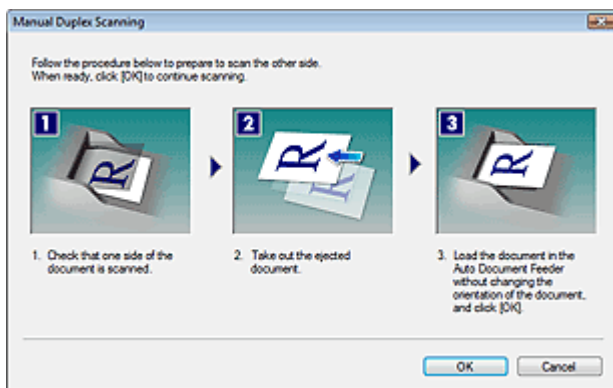 Manual Duplex Scanning
Follow the procedure below to prepare to scan the other side.
When ready, click [OK] to continue scanning.
1
2
3
R
R
R
R
1. Check that one side of the
document is scanned.
2. Take out the ejected
document.
3. Load the document in the
Auto Document Feeder
without changing the
orientation of the document,
and click [OK].
OK
Cancel